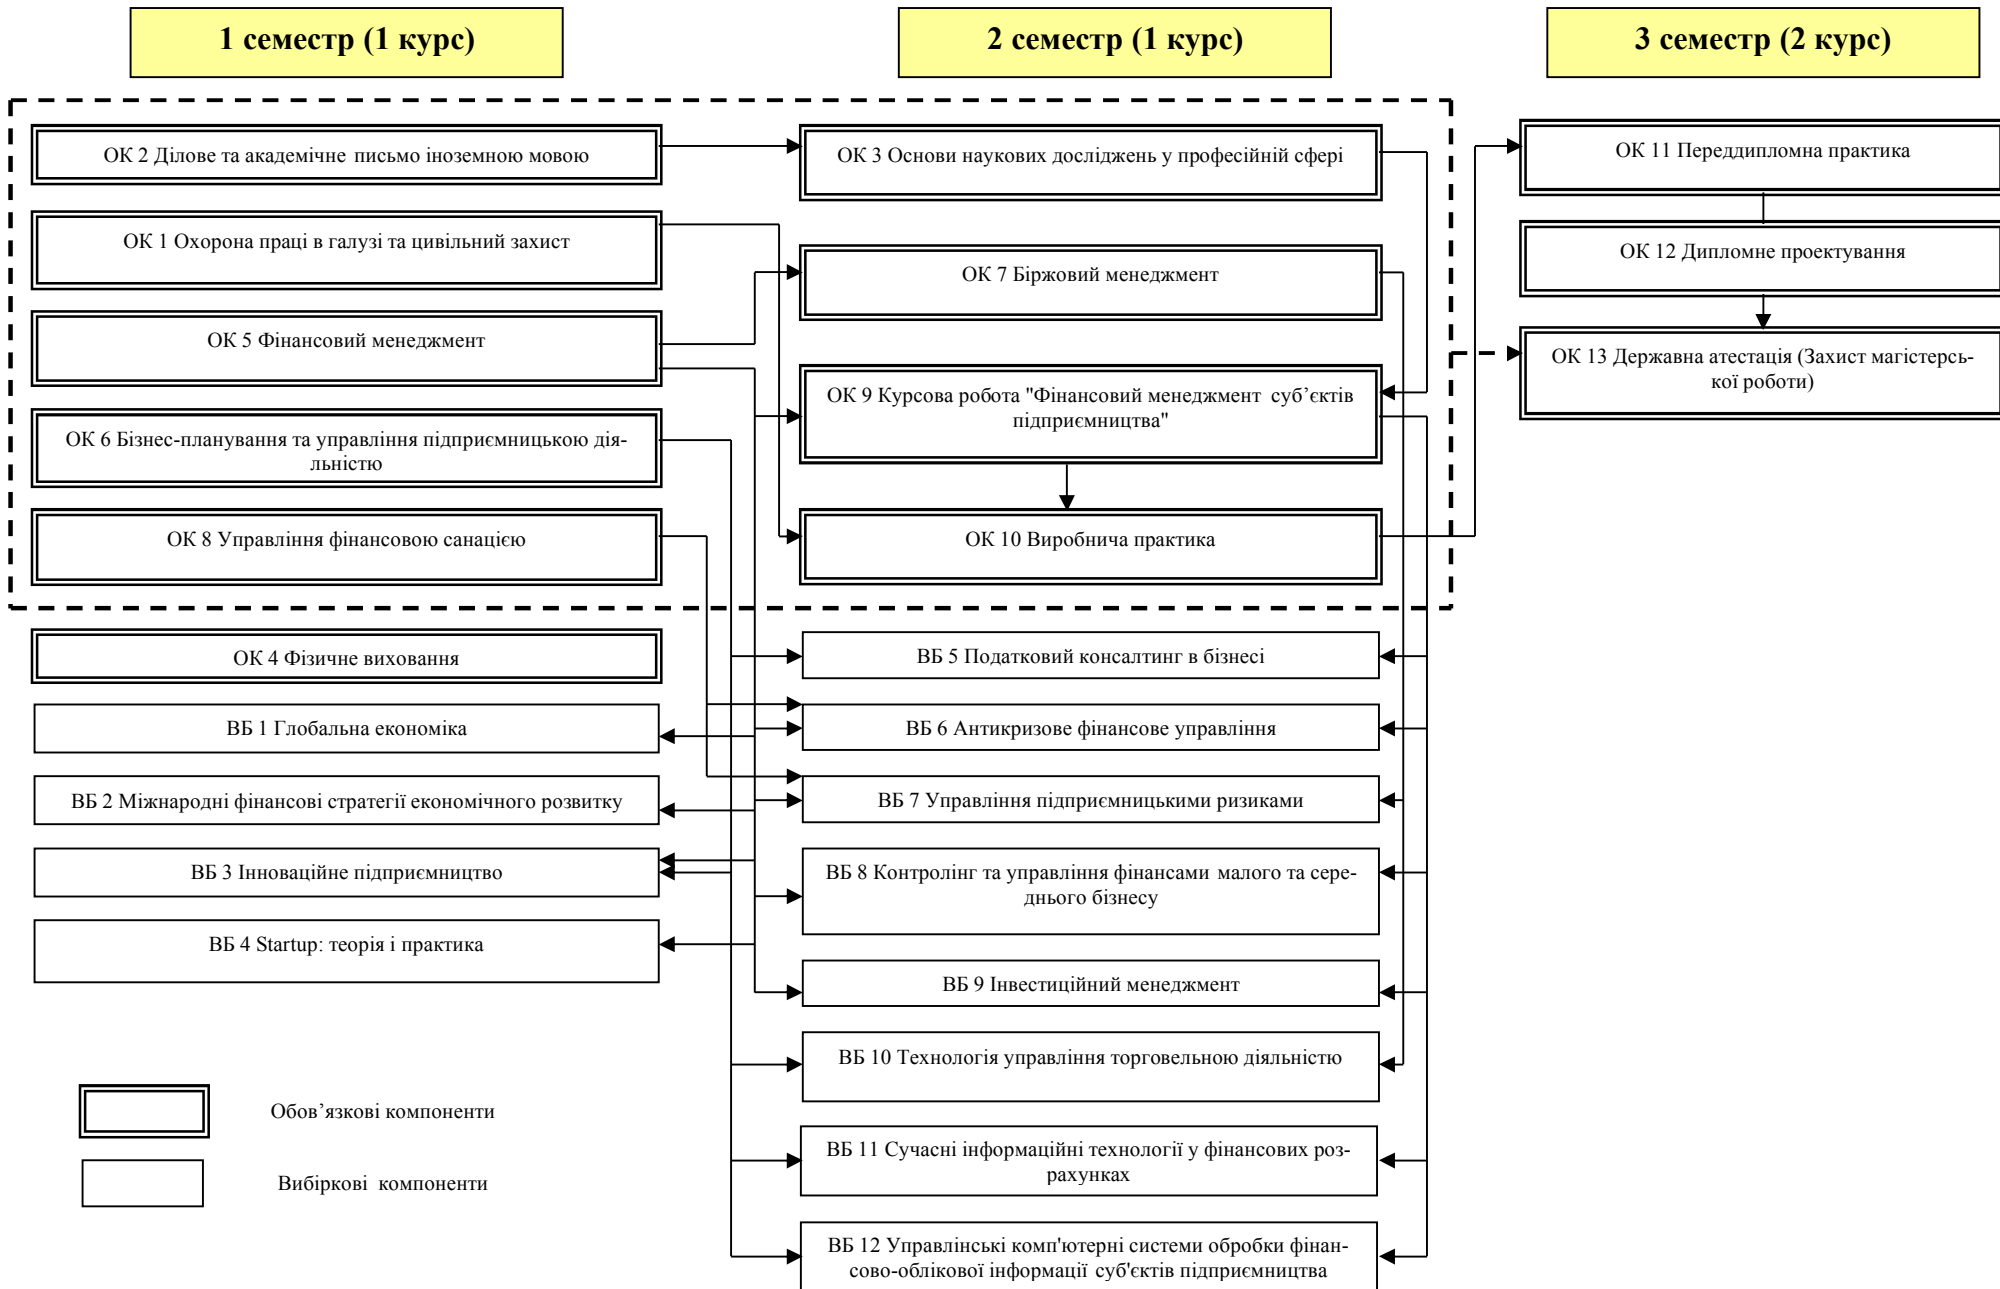 1 семестр (1 курс)
2 семестр (1 курс)
3 семестр (2 курс)
ОК 2 Ділове та академічне письмо іноземною мовою
ОК 1 Охорона праці в галузі та цивільний захист
ОК 5 Фінансовий менеджмент
ОК 6 Бізнес-планування та управління підприємницькою дія-
льністю
ОК 8 Управління фінансовою санацією
ОК 4 Фізичне виховання
ВБ 1 Глобальна економіка
ВБ 2 Міжнародні фінансові стратегії економічного розвитку
ВБ 3 Інноваційне підприємництво
ВБ 4 Startup: теорія і практика
Обов’язкові компоненти
Вибіркові компоненти
ОК 3 Основи наукових досліджень у професійній сфері
ОК 7 Біржовий менеджмент
ОК 9 Курсова робота "Фінансовий менеджмент суб’єктів
підприємництва"
ОК 10 Виробнича практика
ВБ 5 Податковий консалтинг в бізнесі
ВБ 6 Антикризове фінансове управління
ВБ 7 Управління підприємницькими ризиками
ВБ 8 Контролінг та управління фінансами малого та сере-
днього бізнесу
ВБ 9 Інвестиційний менеджмент
ВБ 10 Технологія управління торговельною діяльністю
ВБ 11 Сучасні інформаційні технології у фінансових роз-
рахунках
ВБ 12 Управлінські комп'ютерні системи обробки фінан-
сово-облікової інформації суб'єктів підприємництва
ОК 11 Переддипломна практика
ОК 12 Дипломне проектування
ОК 13 Державна атестація (Захист магістерсь-
кої роботи)